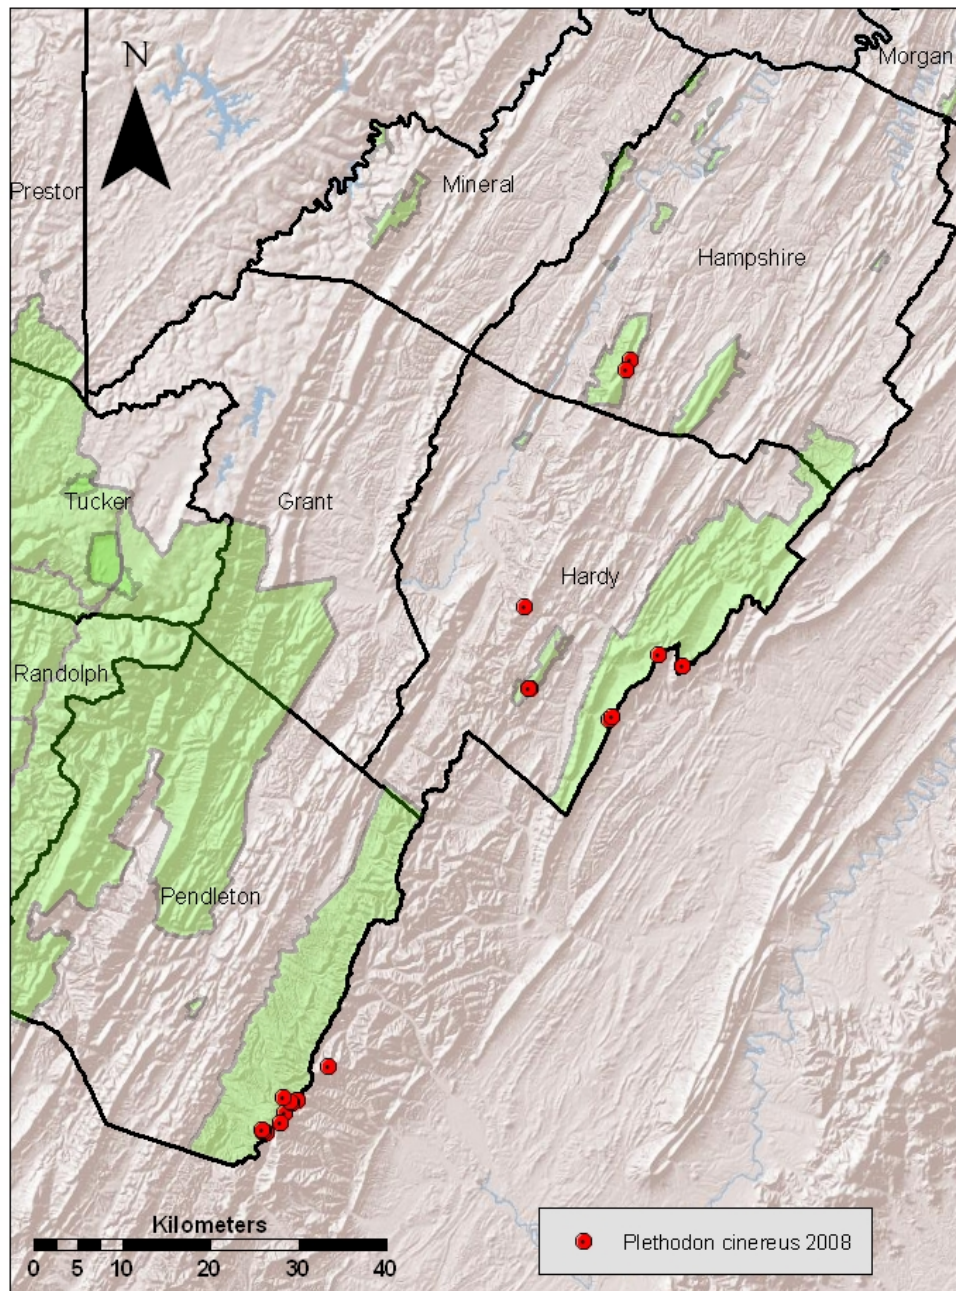 N
Morgan
Preston
Mineral
Hampshire
Tucker
Grant
Hardy
Randolph
Pendleton
Kilometers
0 5 10 20 30 40
Plethodon cinereus 2008